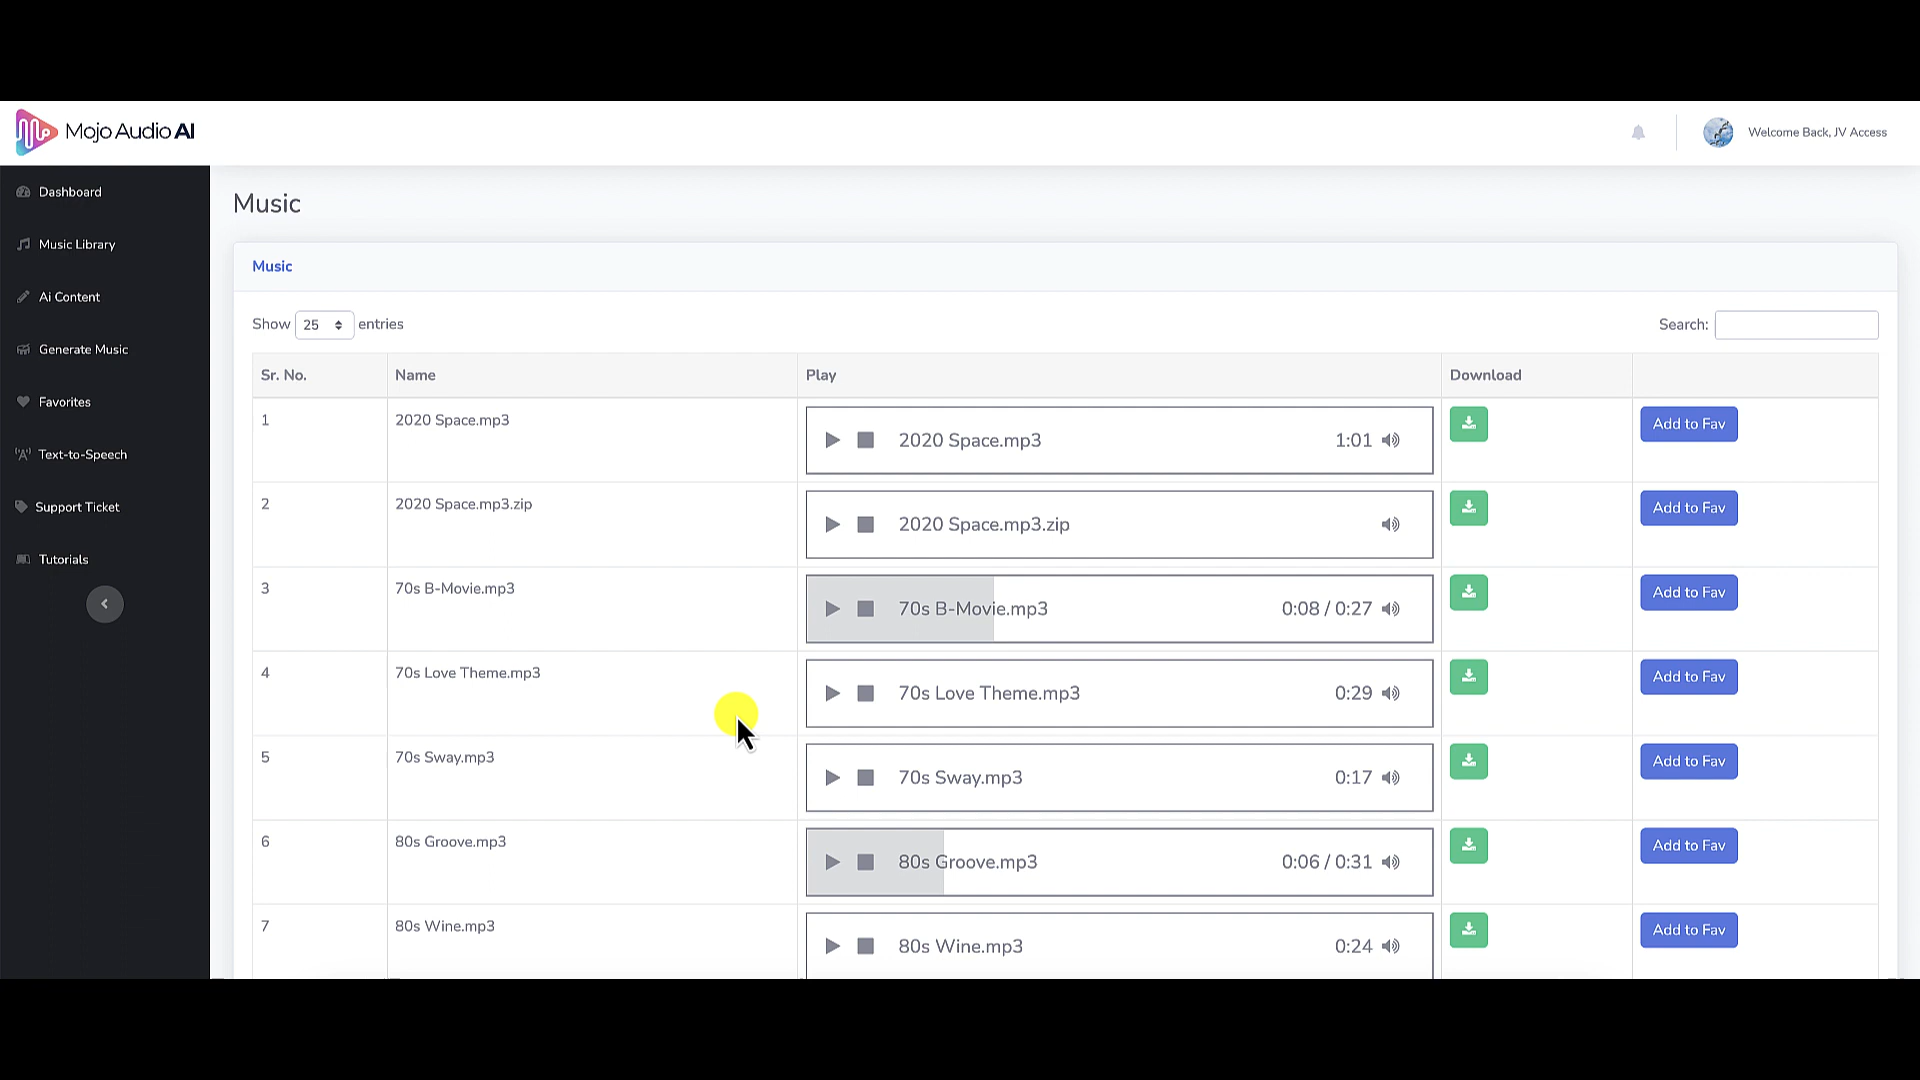 Mojo Audio AI
Welcome Back, JV Access
Dashboard
Music Library
Ai Content
Generate Music
Favorites
Text-to-Speech
Support Ticket
Tutorials
Music
Music
Show 25 entries
Search:
Sr. No. Name Play Download
1 2020 Space.mp3 2020 Space.mp3 1:01 Add to Fav
2 2020 Space.mp3.zip 2020 Space.mp3.zip Add to Fav
3 70s B-Movie.mp3 70s B-Movie.mp3 0:08 / 0:27 Add to Fav
4 70s Love Theme.mp3 70s Love Theme.mp3 0:29 Add to Fav
5 70s Sway.mp3 70s Sway.mp3 0:17 Add to Fav
6 80s Groove.mp3 80s Groove.mp3 0:06 / 0:31 Add to Fav
7 80s Wine.mp3 80s Wine.mp3 0:24 Add to Fav